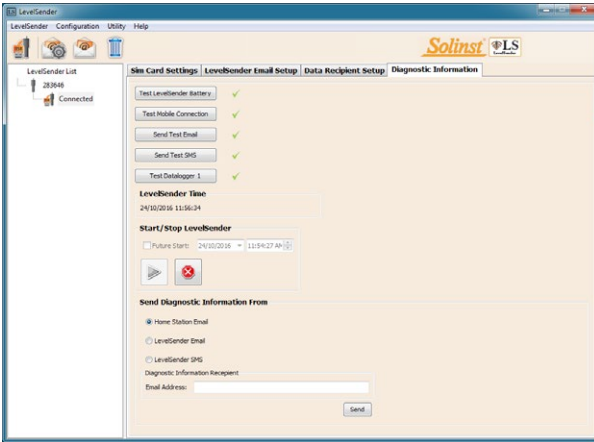 LevelSender
LevelSender Configuration Utility Help
Solinst LS
LevelSender List
283646
Connected
Sim Card Settings LevelSender Email Setup Data Recipient Setup Diagnostic Information
Test LevelSender Battery
Test Mobile Connection
Send Test Email
Send Test SMS
Test Datalogger 1
LevelSender Time
24/10/2016 11:56:34
Start/Stop LevelSender
Future Start: 24/10/2016 11:54:27 AM
Send Diagnostic Information From
Home Station Email
LevelSender Email
LevelSender SMS
Diagnostic Information Recepient
Email Address:
Send